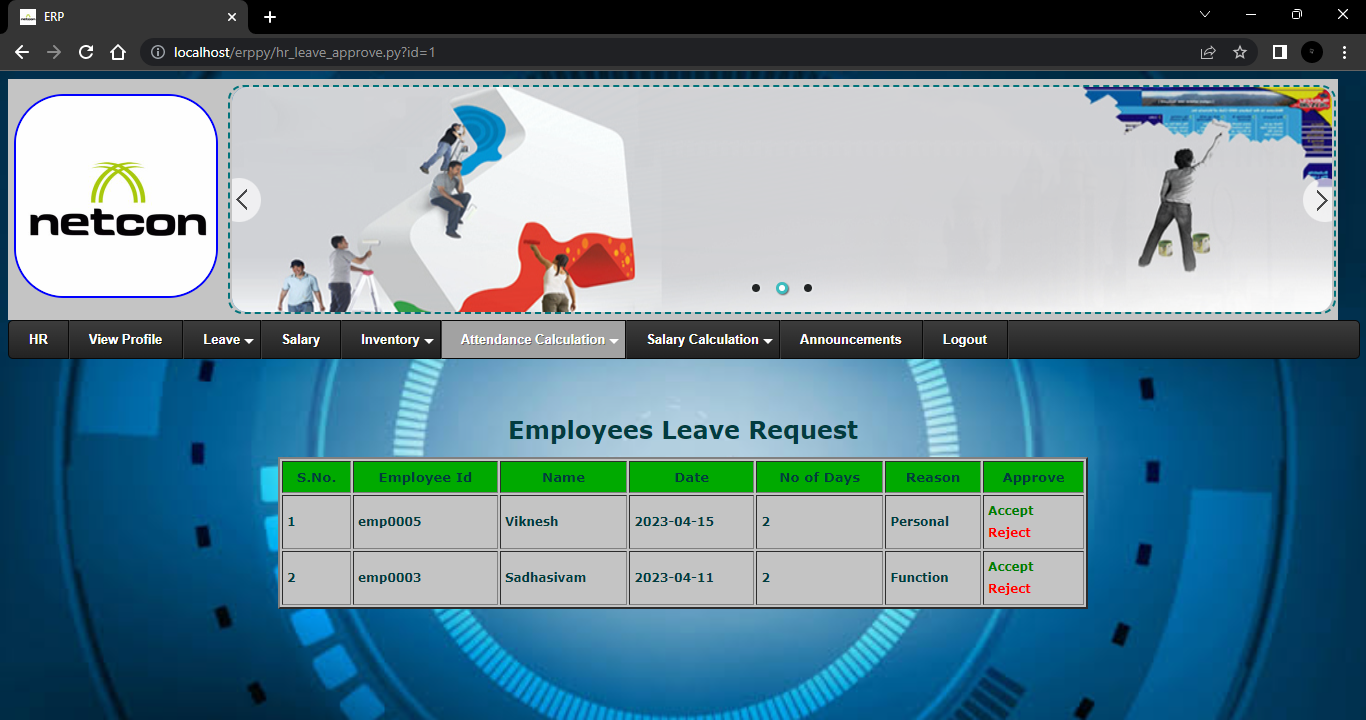 ERP
localhost/erppy/hr_leave_approve.py?id=1
netcon
HR View Profile Leave Salary Inventory Attendance Calculation Salary Calculation Announcements Logout
Employees Leave Request
S.No. Employee Id Name Date No of Days Reason Approve
1 emp0005 Viknesh 2023-04-15 2 Personal Accept
Reject
2 emp0003 Sadhasivam 2023-04-11 2 Function Accept
Reject